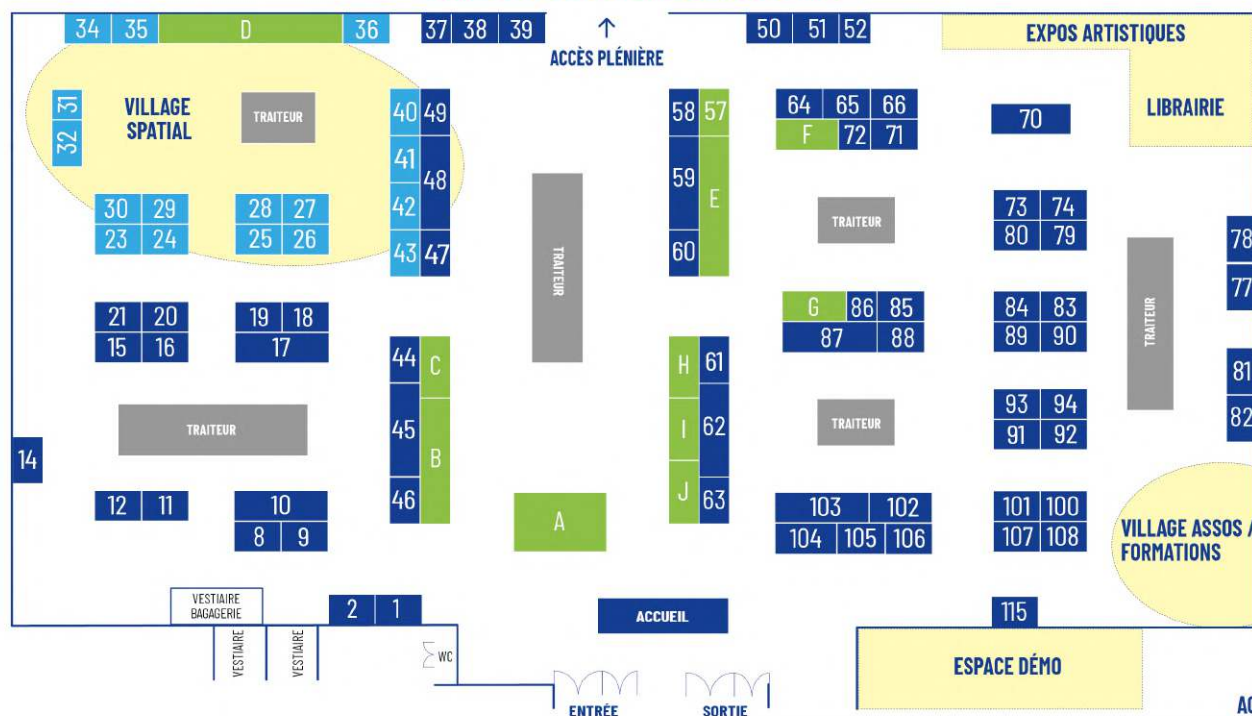 34 35 D 36 37 38 39
50 51 52
↑
ACCÈS PLÉNIÈRE
EXPOS ARTISTIQUES
LIBRAIRIE
31
32
VILLAGE
SPATIAL
TRAITEUR
40 49
41 48
42
43 47
58 57
59 E
60
64 65 66
F 72 71
70
30 29 28 27
23 24 25 26
TRAITEUR
TRAITEUR
73 74
80 79
TRAITEUR
78
77
21 20 19 18
15 16 17
G 86 85
87 88
84 83
89 90
44 C
45 B
46
H 61
I 62
J 63
81
82
TRAITEUR
TRAITEUR
93 94
91 92
14
12 11 10
8 9
A
103 102
104 105 106
101 100
107 108
VILLAGE ASSOS /
FORMATIONS
VESTIAIRE
BAGAGERIE
2 1
ACCUEIL
115
VESTIAIRE
VESTIAIRE
WC
ESPACE DÉMO
ENTRÉE
SORTIE